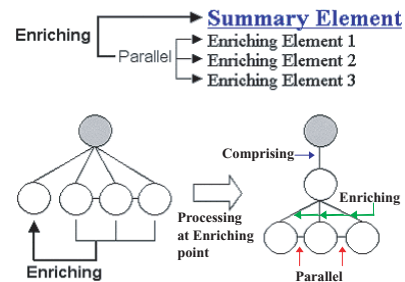 Summary Element
Enriching
Parallel
Enriching Element 1
Enriching Element 2
Enriching Element 3
Comprising
Enriching
Processing
at Enriching
point
Enriching
Parallel